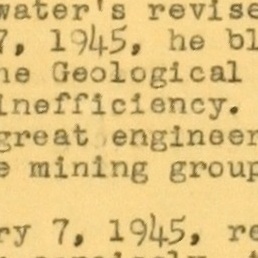 water's revise
7, 1945, he bl
he Geological
inefficiency.
great engineer
e mining group
ry 7, 1945, re